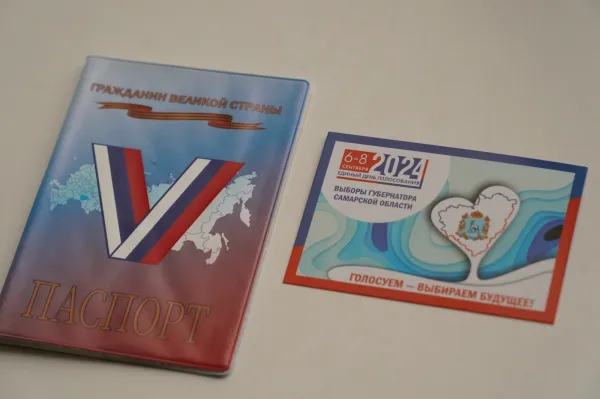 ГРАЖДАНИН ВЕЛИКОЙ СТРАНЫ
V
ПАСПОРТ
6-8
СЕНТЯБРЯ
2024
ЕДИНЫЙ ДЕНЬ ГОЛОСОВАНИЯ
ВЫБОРЫ ГУБЕРНАТОРА
САМАРСКОЙ ОБЛАСТИ
ГОЛОСУЕМ — ВЫБИРАЕМ БУДУЩЕЕ!